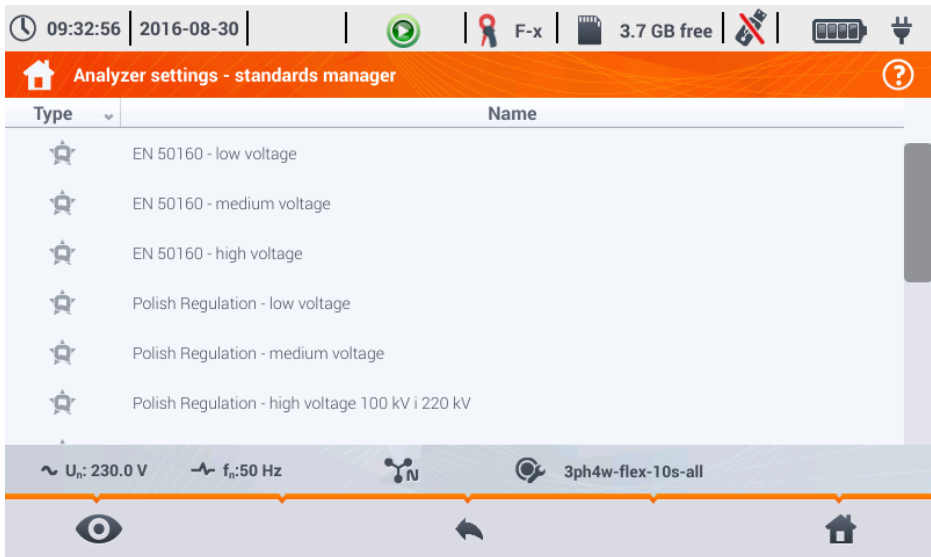 09:32:56 2016-08-30 F-x 3.7 GB free
Analyzer settings - standards manager ?
Type Name
EN 50160 - low voltage
EN 50160 - medium voltage
EN 50160 - high voltage
Polish Regulation - low voltage
Polish Regulation - medium voltage
Polish Regulation - high voltage 100 kV i 220 kV
Un: 230.0 V fn:50 Hz N 3ph4w-flex-10s-all